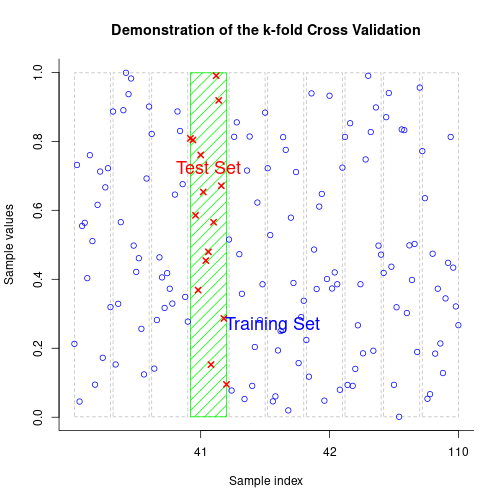 Demonstration of the k-fold Cross Validation
Sample values
1.0
0.8
0.6
0.4
0.2
0.0
Test Set
Training Set
41
42
110
Sample index